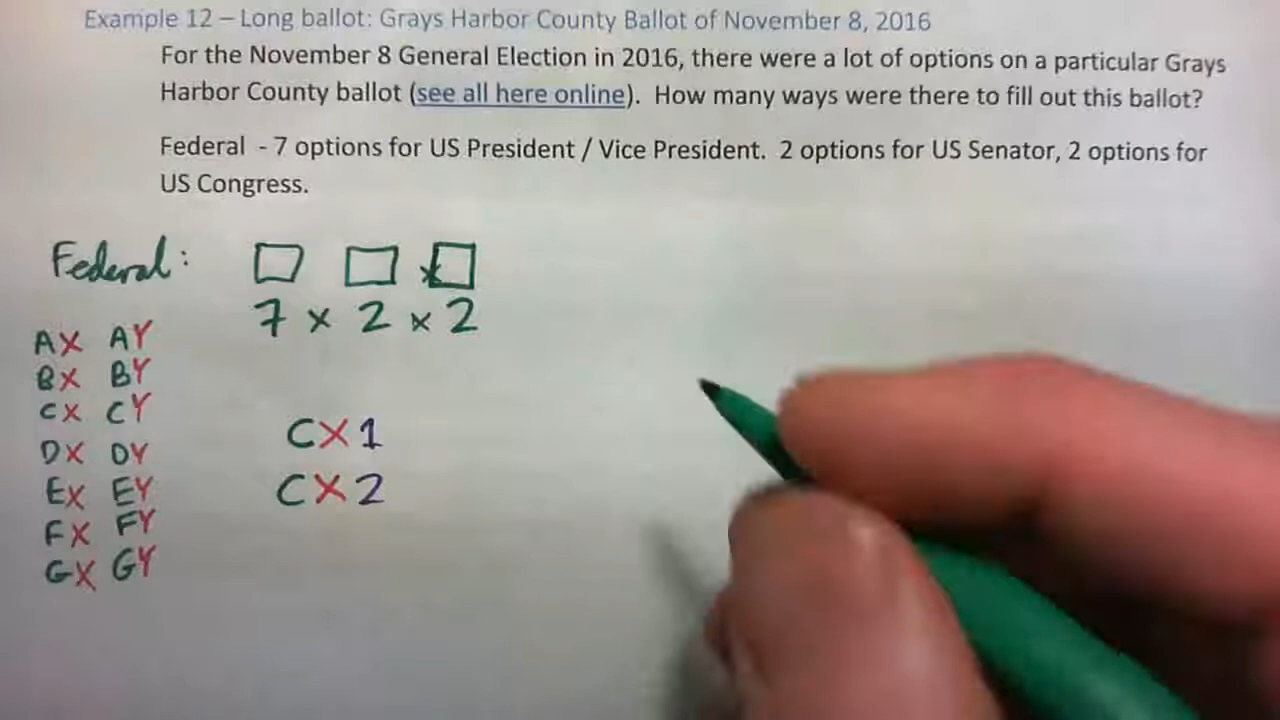 Example 12 – Long ballot: Grays Harbor County Ballot of November 8, 2016
For the November 8 General Election in 2016, there were a lot of options on a particular Grays
Harbor County ballot (see all here online).  How many ways were there to fill out this ballot?
Federal  - 7 options for US President / Vice President.  2 options for US Senator, 2 options for
US Congress.
Federal:
7 x 2 x 2
AX AY
BX BY
CX CY
DX DY
EX EY
FX FY
GX GY
CX1
CX2